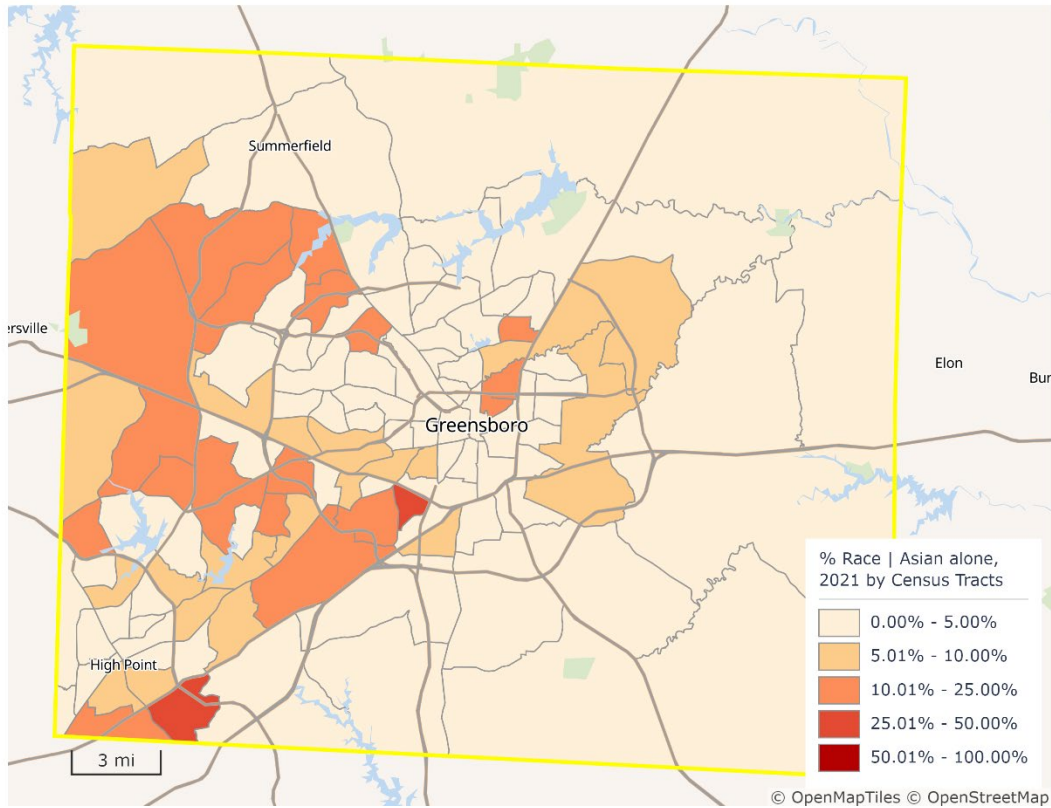 Summerfield
ersville
Elon
Bur
Greensboro
High Point
% Race | Asian alone,
2021 by Census Tracts
0.00% - 5.00%
5.01% - 10.00%
10.01% - 25.00%
25.01% - 50.00%
50.01% - 100.00%
3 mi
© OpenMapTiles © OpenStreetMap